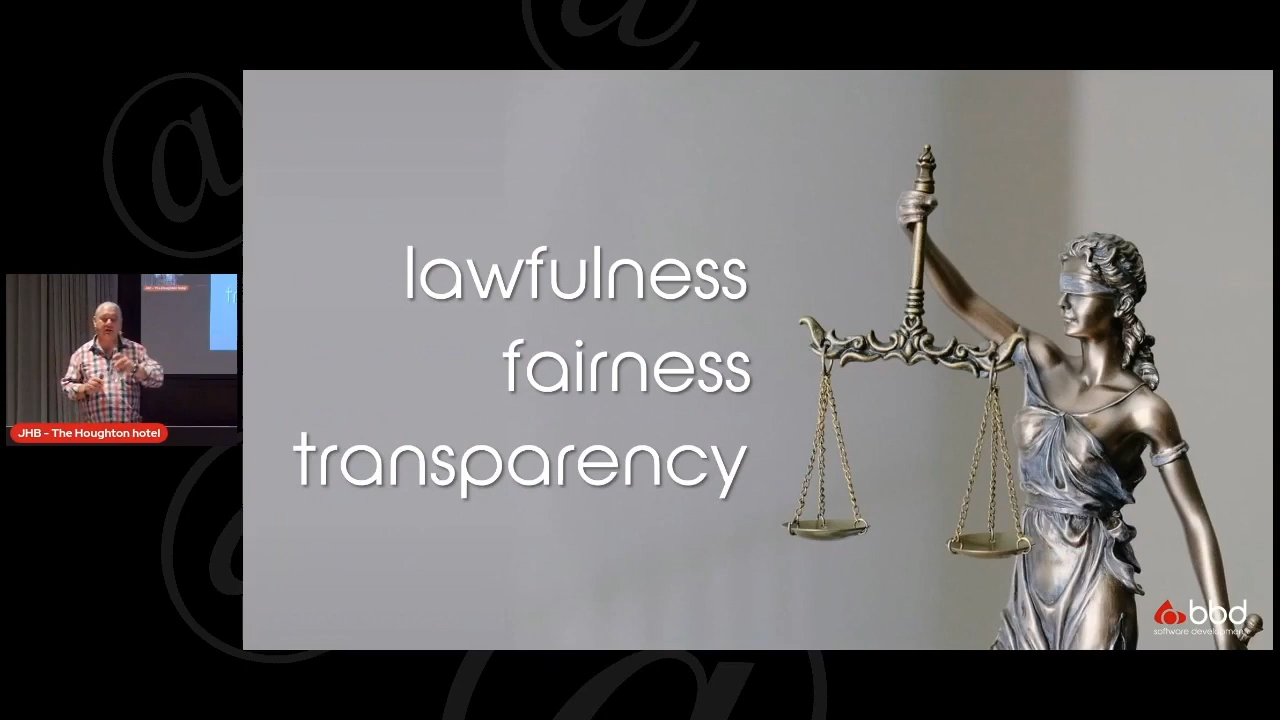 lawfulness
fairness
transparency
JHB - The Houghton hotel
bbd
software development
@
@